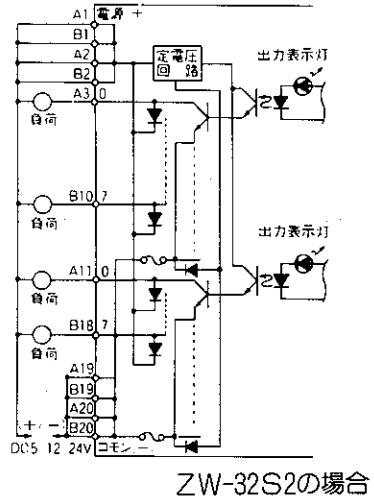 A1 電源 +
B1
A2
B2
定電圧
回路
出力表示灯
A3 0
負荷
B10 7
負荷
出力表示灯
A11 0
負荷
B18 7
負荷
A19
B19
A20
B20
+ -
DC5 12 24V コモン -
ZW-32S2の場合